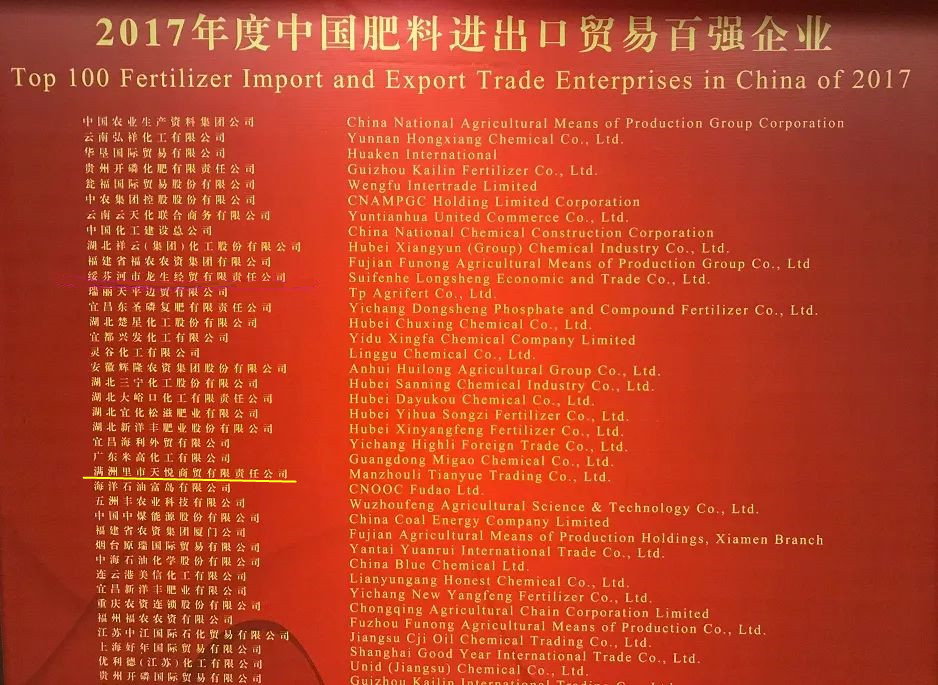 2017年度中国肥料进出口贸易百强企业
Top 100 Fertilizer Import and Export Trade Enterprises in China of 2017
中国农业生产资料集团公司 China National Agricultural Means of Production Group Corporation
云南弘祥化工有限公司 Yunnan Hongxiang Chemical Co., Ltd.
华垦国际贸易有限公司 Huaken International
贵州开磷化肥有限责任公司 Guizhou Kailin Fertilizer Co., Ltd.
瓮福国际贸易股份有限公司 Wengfu Intertrade Limited
中农集团控股股份有限公司 CNAMPGC Holding Limited Corporation
云南云天化联合商务有限公司 Yuntianhua United Commerce Co., Ltd.
中国化工建设总公司 China National Chemical Construction Corporation
湖北祥云(集团)化工股份有限公司 Hubei Xiangyun (Group) Chemical Industry Co., Ltd.
福建省福农农资集团有限公司 Fujian Funong Agricultural Means of Production Group Co., Ltd
绥芬河市龙生经贸有限责任公司 Suifenhe Longsheng Economic and Trade Co., Ltd.
瑞丽天平边贸有限公司 Tp Agrifert Co., Ltd.
宜昌东圣磷复肥有限责任公司 Yichang Dongsheng Phosphate and Compound Fertilizer Co., Ltd.
湖北楚星化工股份有限公司 Hubei Chuxing Chemical Co., Ltd.
宜都兴发化工有限公司 Yidu Xingfa Chemical Company Limited
灵谷化工有限公司 Linggu Chemical Co., Ltd.
安徽辉隆农资集团股份有限公司 Anhui Huilong Agricultural Group Co., Ltd.
湖北三宁化工股份有限公司 Hubei Sanning Chemical Industry Co., Ltd.
湖北大峪口化工有限责任公司 Hubei Dayukou Chemical Co., Ltd.
湖北宜化松滋肥业有限公司 Hubei Yihua Songzi Fertilizer Co., Ltd.
湖北新洋丰肥业股份有限公司 Hubei Xinyangfeng Fertilizer Co., Ltd.
宜昌海利外贸有限公司 Yichang Highli Foreign Trade Co., Ltd.
广东米高化工有限公司 Guangdong Migao Chemical Co., Ltd.
满洲里市天悦商贸有限责任公司 Manzhouli Tianyue Trading Co., Ltd.
海洋石油富岛有限公司 CNOOC Fudao Ltd.
五洲丰农业科技有限公司 Wuzhoufeng Agricultural Science & Technology Co., Ltd.
中国中煤能源股份有限公司 China Coal Energy Company Limited
福建省农资集团厦门公司 Fujian Agricultural Means of Production Holdings, Xiamen Branch
烟台原瑞国际贸易有限公司 Yantai Yuanrui International Trade Co., Ltd.
中海石油化学股份有限公司 China Blue Chemical Ltd.
连云港美信化工有限公司 Lianyungang Honest Chemical Co., Ltd.
宜昌新洋丰肥业有限公司 Yichang New Yangfeng Fertilizer Co., Ltd.
重庆农资连锁股份有限公司 Chongqing Agricultural Chain Corporation Limited
福州福农农资有限公司 Fuzhou Funong Agricultural Means of Production Co., Ltd.
江苏中江国际石化贸易有限公司 Jiangsu Cji Oil Chemical Trading Co., Ltd.
上海好年国际贸易有限公司 Shanghai Good Year International Trade Co., Ltd.
优利德(江苏)化工有限公司 Unid (Jiangsu) Chemical Co., Ltd.
贵州开磷国际贸易有限公司 Guizhou Kailin International Trade Co., Ltd.